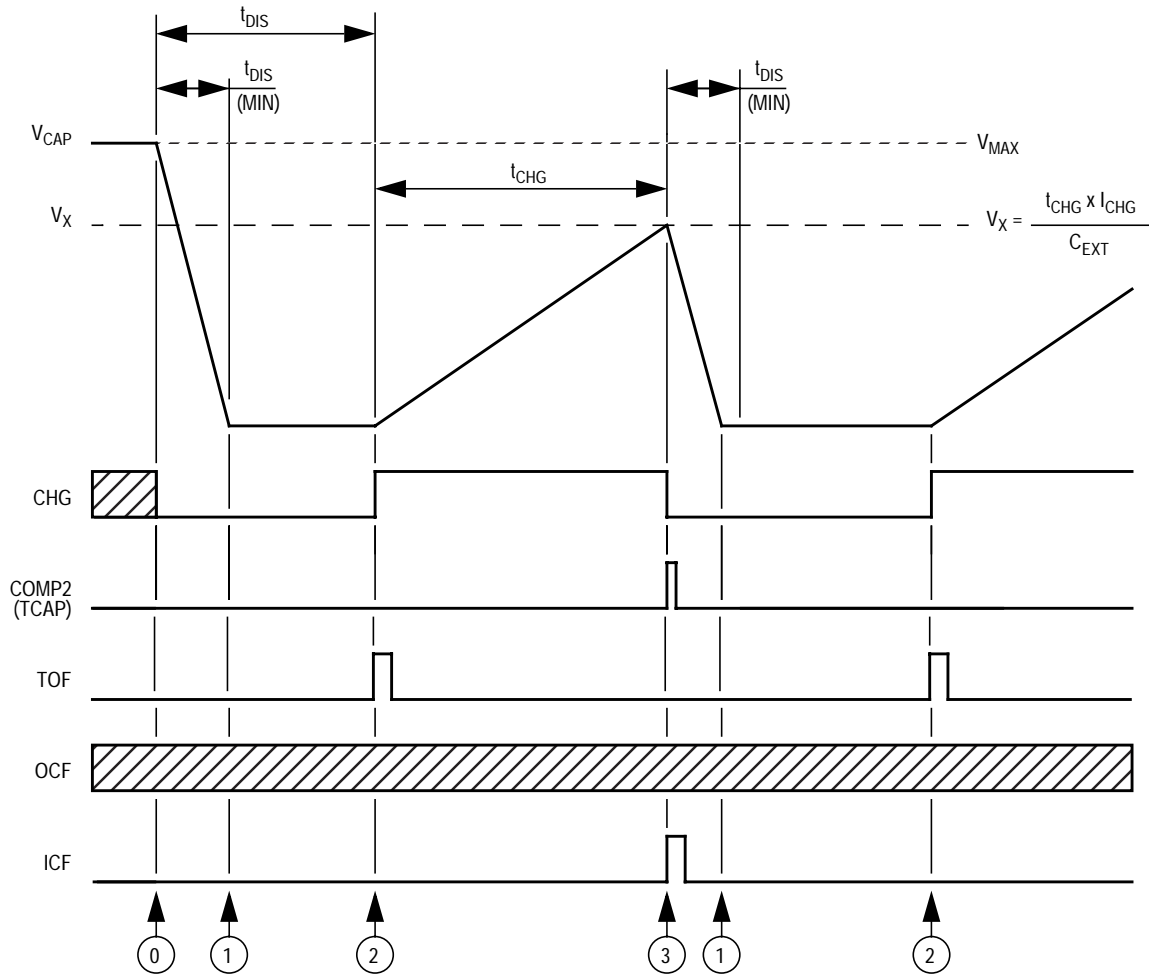 tDIS
tDIS
(MIN)
tDIS
(MIN)
VCAP
VMAX
tCHG
VX
VX = tCHG x ICHG
CEXT
CHG
COMP2
(TCAP)
TOF
OCF
ICF
0 1 2 3 1 2